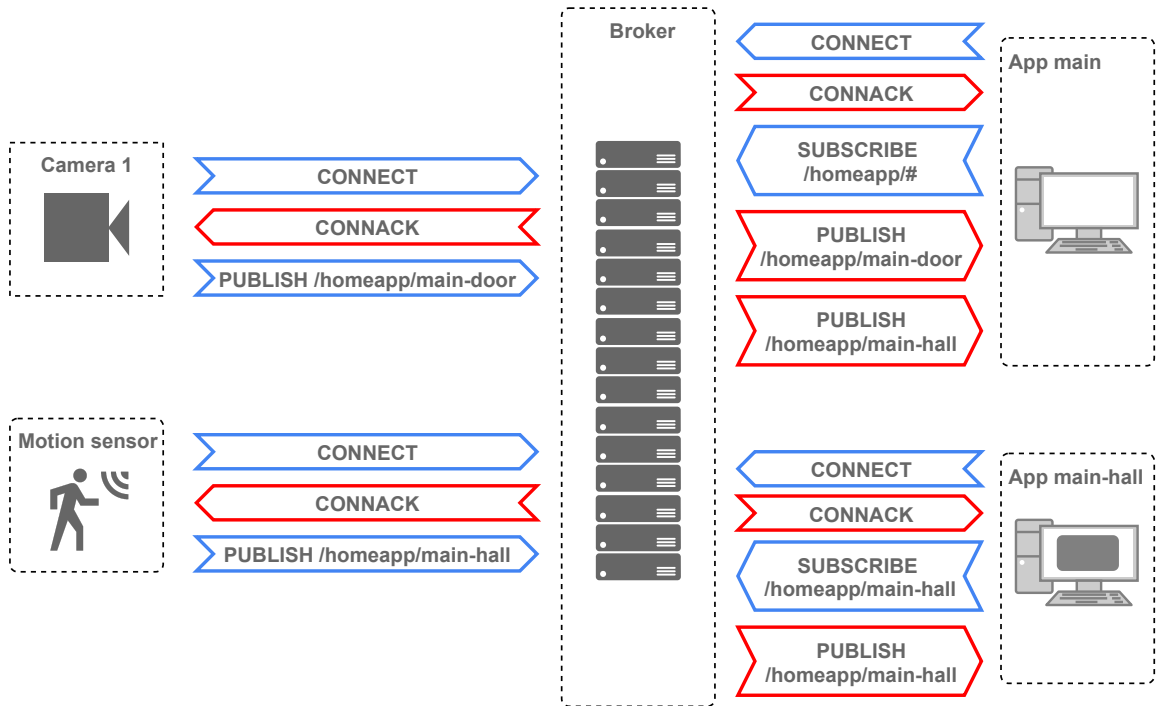 Broker
CONNECT
App main
CONNACK
SUBSCRIBE
/homeapp/#
PUBLISH
/homeapp/main-door
PUBLISH
/homeapp/main-hall
Camera 1
CONNECT
CONNACK
PUBLISH /homeapp/main-door
Motion sensor
CONNECT
CONNACK
PUBLISH /homeapp/main-hall
CONNECT
App main-hall
CONNACK
SUBSCRIBE
/homeapp/main-hall
PUBLISH
/homeapp/main-hall